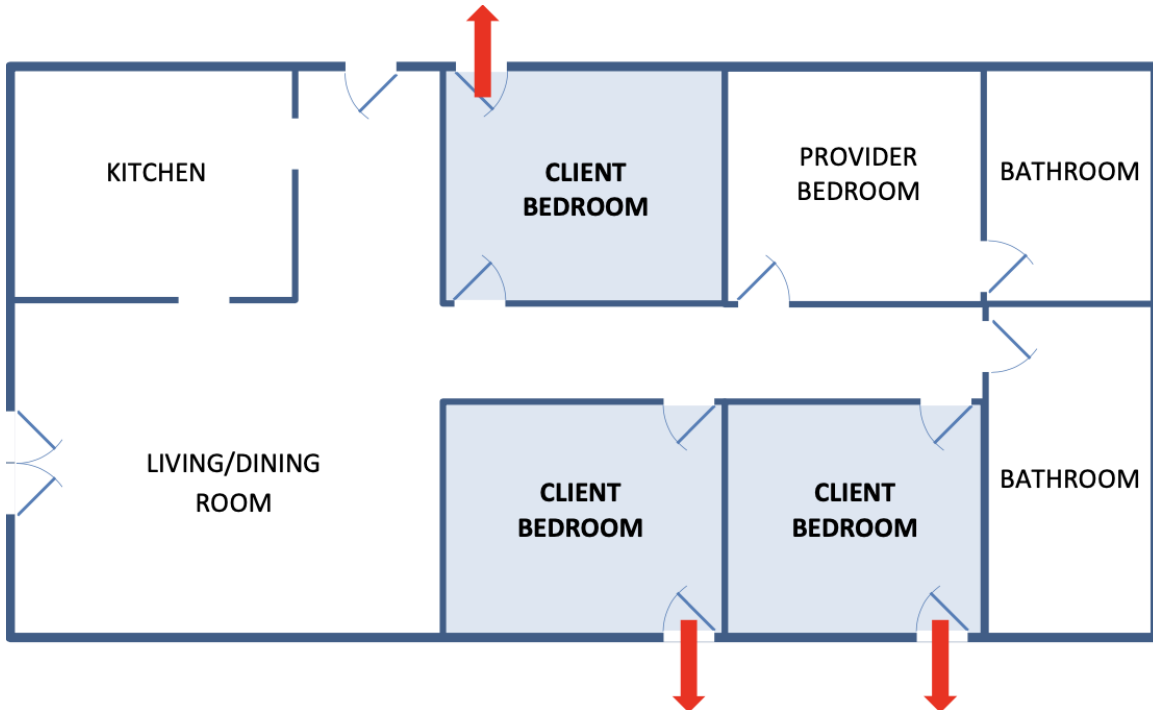 KITCHEN
CLIENT
BEDROOM
PROVIDER
BEDROOM
BATHROOM
LIVING/DINING
ROOM
CLIENT
BEDROOM
CLIENT
BEDROOM
BATHROOM